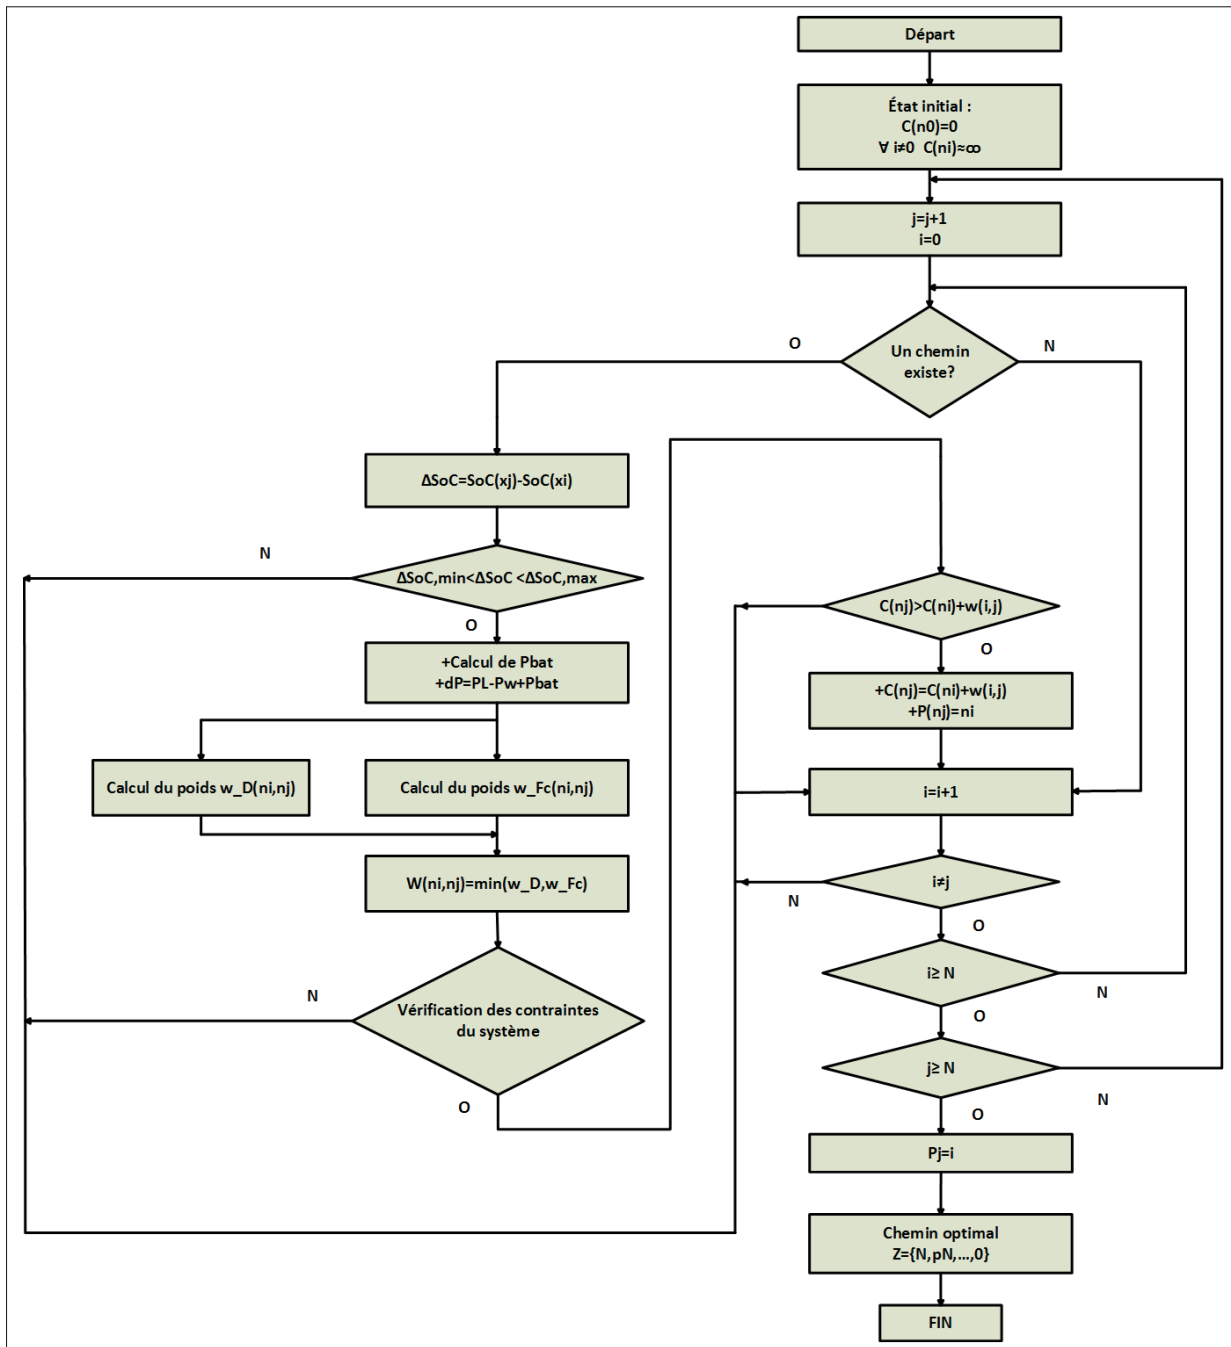 Départ
État initial :
C(n0)=0
∀ i≠0 C(ni)≈∞
j=j+1
i=0
Un chemin
existe?
O
N
ΔSoC=SoC(xj)-SoC(xi)
ΔSoC,min<ΔSoC <ΔSoC,max
N
O
+Calcul de Pbat
+dP=PL-Pw+Pbat
Calcul du poids w_D(ni,nj)
Calcul du poids w_Fc(ni,nj)
W(ni,nj)=min(w_D,w_Fc)
Vérification des contraintes
du système
N
O
C(nj)>C(ni)+w(i,j)
O
+C(nj)=C(ni)+w(i,j)
+P(nj)=ni
i=i+1
i≠j
N
O
i≥ N
N
O
j≥ N
N
O
Pj=i
Chemin optimal
Z={N,pN,...,0}
FIN